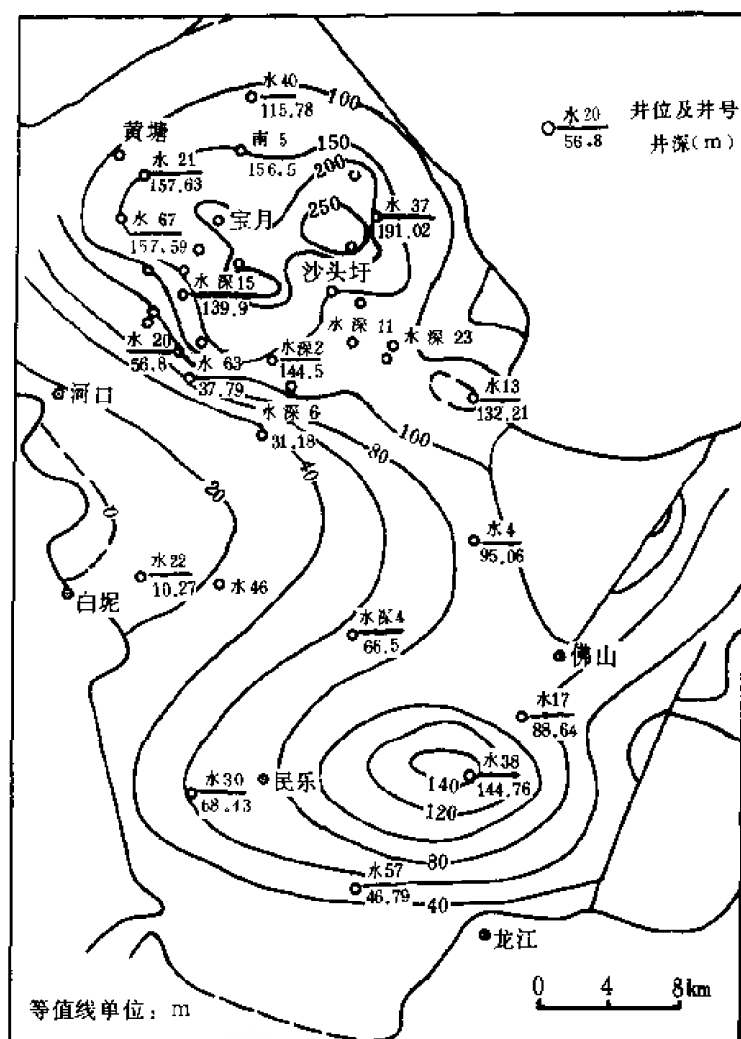 水40
115.78
100
水20
56.8
井位及井号
井深(m)
黄塘
南5
156.5
150
水21
157.63
200
水37
191.02
水67
157.59
宝月
250
沙头圩
水深15
139.9
水深11
水深23
水20
56.8
水63
37.79
水深2
144.5
水13
132.21
河口
水深6
31.18
100
80
40
20
0
水4
95.06
水22
10.27
水46
白坭
水深4
66.5
佛山
水17
88.64
水38
144.76
140
120
水30
68.43
民乐
80
水57
46.79
40
龙江
0 4 8km
等值线单位：m